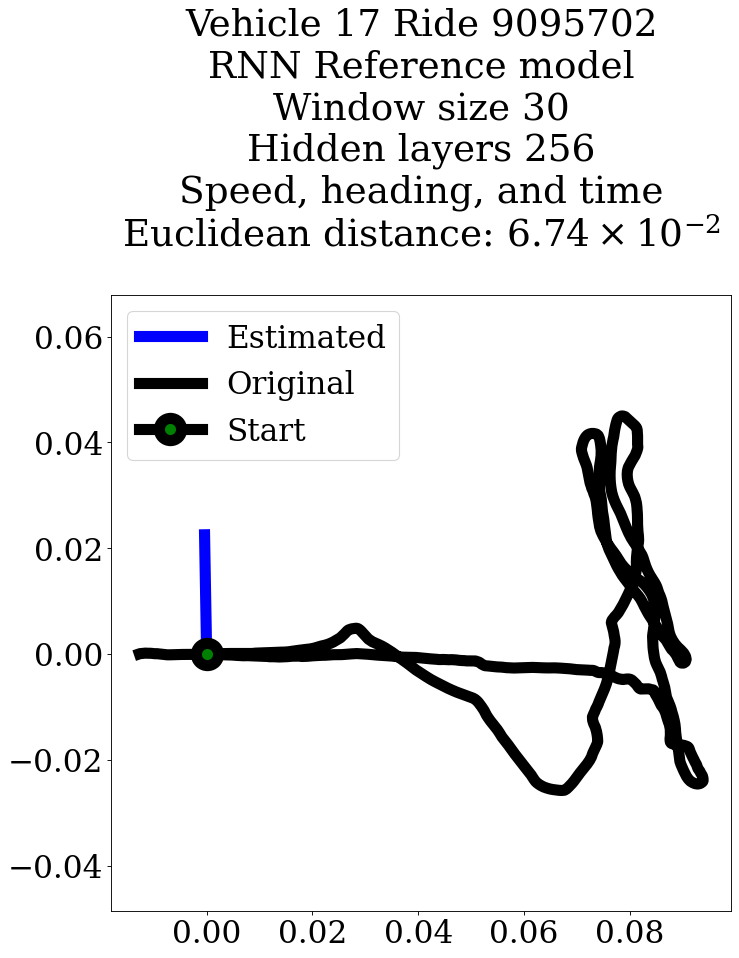 Vehicle 17 Ride 9095702
RNN Reference model
Window size 30
Hidden layers 256
Speed, heading, and time
Euclidean distance: 6.74 × 10⁻²
Estimated
Original
Start
0.06
0.04
0.02
0.00
−0.02
−0.04
0.00 0.02 0.04 0.06 0.08